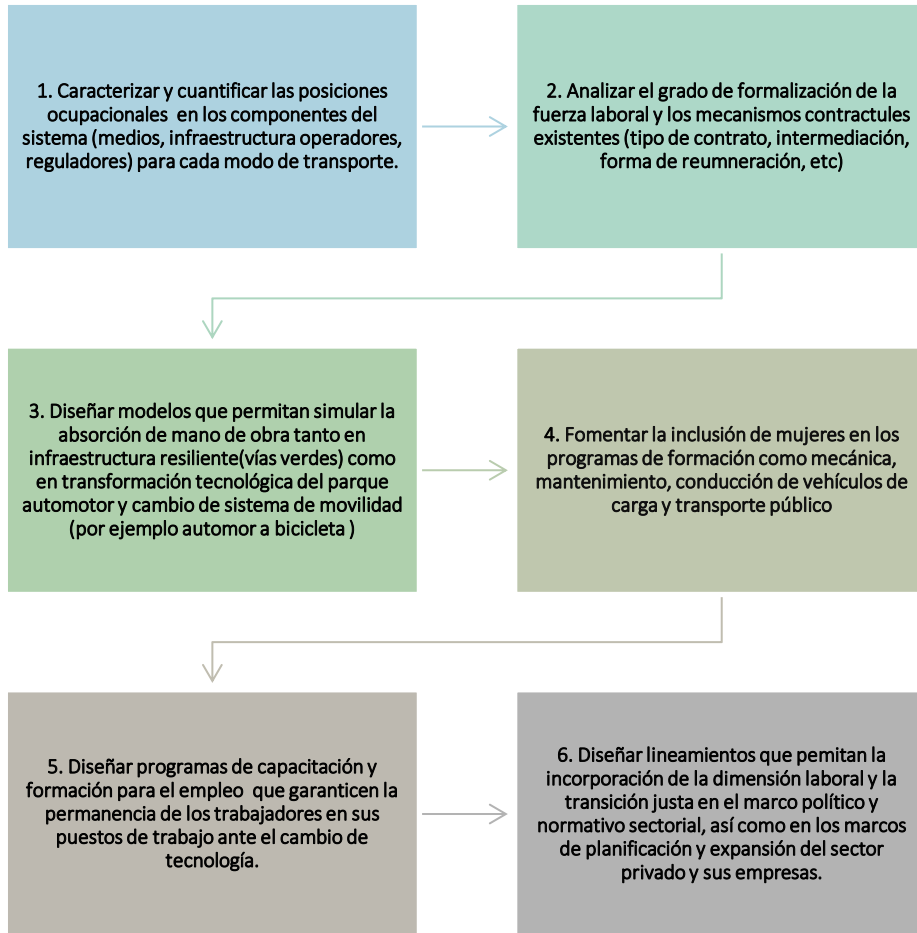 1. Caracterizar y cuantificar las posiciones
ocupacionales en los componentes del
sistema (medios, infraestructura operadores,
reguladores) para cada modo de transporte.
2. Analizar el grado de formalización de la
fuerza laboral y los mecanismos contractules
existentes (tipo de contrato, intermediación,
forma de reumneración, etc)
3. Diseñar modelos que permitan simular la
absorción de mano de obra tanto en
infraestructura resiliente(vías verdes) como
en transformación tecnológica del parque
automotor y cambio de sistema de movilidad
(por ejemplo automor a bicicleta )
4. Fomentar la inclusión de mujeres en los
programas de formación como mecánica,
mantenimiento, conducción de vehículos de
carga y transporte público
5. Diseñar programas de capacitación y
formación para el empleo que garanticen la
permanencia de los trabajadores en sus
puestos de trabajo ante el cambio de
tecnología.
6. Diseñar lineamientos que pemitan la
incorporación de la dimensión laboral y la
transición justa en el marco político y
normativo sectorial, así como en los marcos
de planificación y expansión del sector
privado y sus empresas.